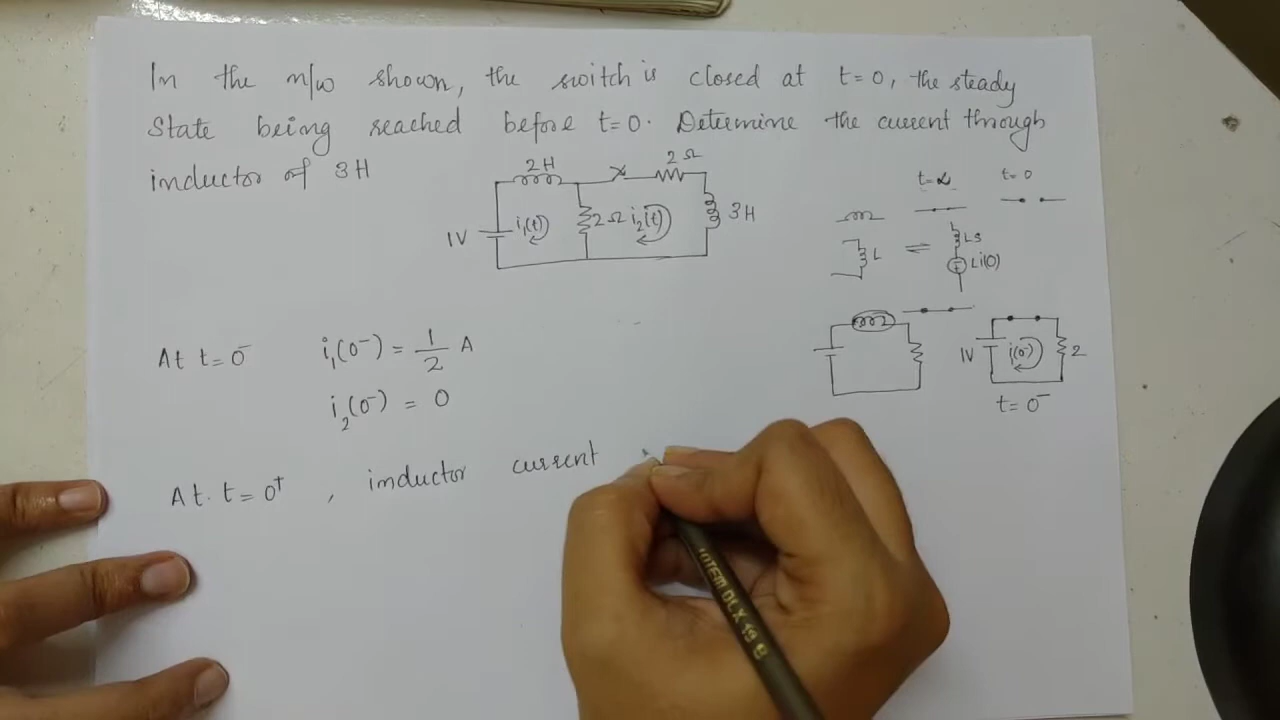 In the n/w shown, the switch is closed at t=0, the steady
State being reached before t=0. Determine the current through
inductor of 3H
2H
2Ω
1V
i₁(t)
2Ω
i₂(t)
3H
t=∝
t=0
L
⇌
LS
Li(0)
At t=0⁻ i₁(0⁻) = 1/2 A
i₂(0⁻) = 0
1V
i(0⁻)
2
t=0⁻
At. t=0⁺, inductor current